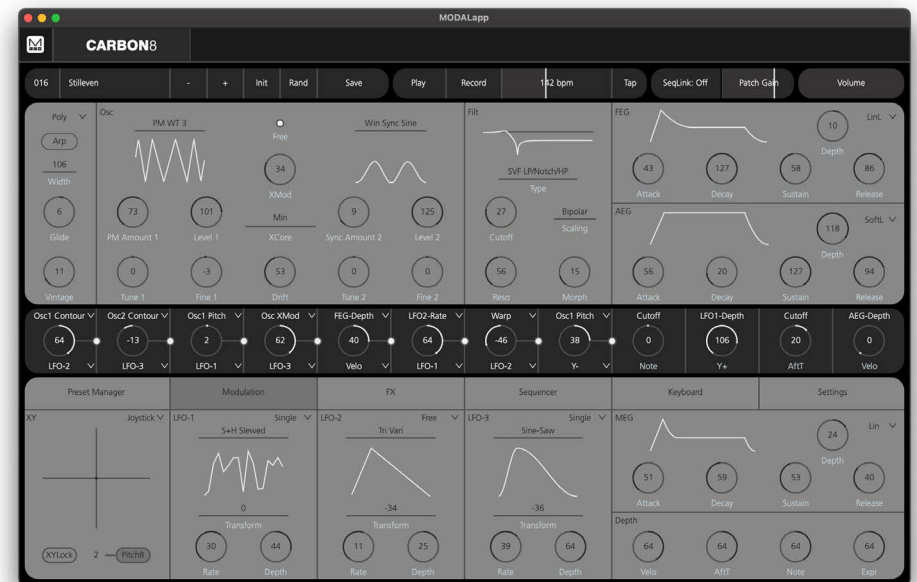 MODALapp
CARBON8
016 Stilleven - + Init Rand Save Play Record 142 bpm Tap SeqLink: Off Patch Gain Volume
Poly
Arp
106
Width
6
Glide
11
Vintage
Osc
PM WT 3
Free
Win Sync Sine
34
XMod
73 101 Min 9 125
PM Amount 1 Level 1 XCore Sync Amount 2 Level 2
0 -3 53 0 0
Tune 1 Fine 1 Drift Tune 2 Fine 2
Filt
SVF LP/Notch/HP
Type
27 Bipolar
Cutoff Scaling
56 15
Reso Morph
FEG
10 LinL
Depth
43 127 58 86
Attack Decay Sustain Release
AEG
118 SoftL
Depth
56 20 127 94
Attack Decay Sustain Release
Osc1 Contour Osc2 Contour Osc1 Pitch Osc XMod FEG-Depth LFO2-Rate Warp Osc1 Pitch Cutoff LFO1-Depth Cutoff AEG-Depth
64 -13 2 62 40 64 -46 38 0 106 20 0
LFO-2 LFO-3 LFO-1 LFO-3 Velo LFO-1 LFO-2 Y- Note Y+ AftT Velo
Preset Manager Modulation FX Sequencer Keyboard Settings
XY Joystick
XYLock 2 PitchB
LFO-1 Single
S+H Slewed
0
Transform
30 44
Rate Depth
LFO-2 Free
Tri Vari
-34
Transform
11 25
Rate Depth
LFO-3 Single
Sine-Saw
-36
Transform
39 64
Rate Depth
MEG
24 Lin
Depth
51 59 53 40
Attack Decay Sustain Release
Depth
64 64 64 64
Velo AftT Note Expr